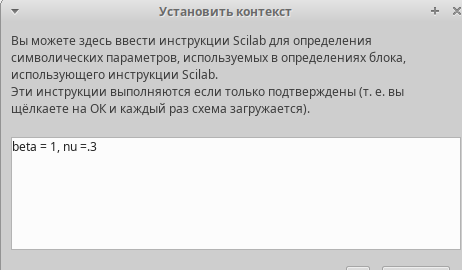 Установить контекст
Вы можете здесь ввести инструкции Scilab для определения
символических параметров, используемых в определениях блока,
использующего инструкции Scilab.
Эти инструкции выполняются если только подтверждены (т. е. вы
щёлкаете на ОК и каждый раз схема загружается).
beta = 1, nu =.3